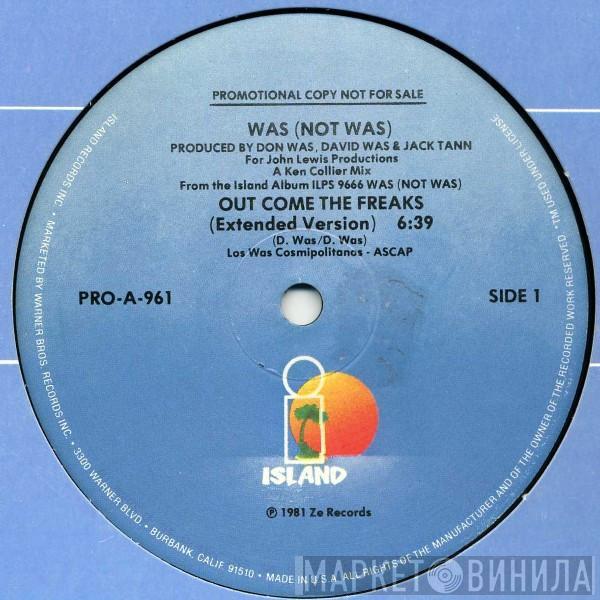 PROMOTIONAL COPY NOT FOR SALE
WAS (NOT WAS)
PRODUCED BY DON WAS, DAVID WAS & JACK TANN
For John Lewis Productions
A Ken Collier Mix
From the Island Album ILPS 9666 WAS (NOT WAS)
OUT COME THE FREAKS
(Extended Version) 6:39
(D. Was/D. Was)
Los Was Cosmipolitanos - ASCAP
PRO-A-961
SIDE 1
ISLAND
℗ 1981 Ze Records
ISLAND RECORDS INC. • MARKETED BY WARNER BROS. RECORDS INC. • 3300 WARNER BLVD. • BURBANK, CALIF. 91510 • MADE IN U.S.A. ALL RIGHTS OF THE MANUFACTURER AND OF THE OWNER OF THE RECORDED WORK RESERVED. • TM USED UNDER LICENSE
МАРКЕТ ВИНИЛА